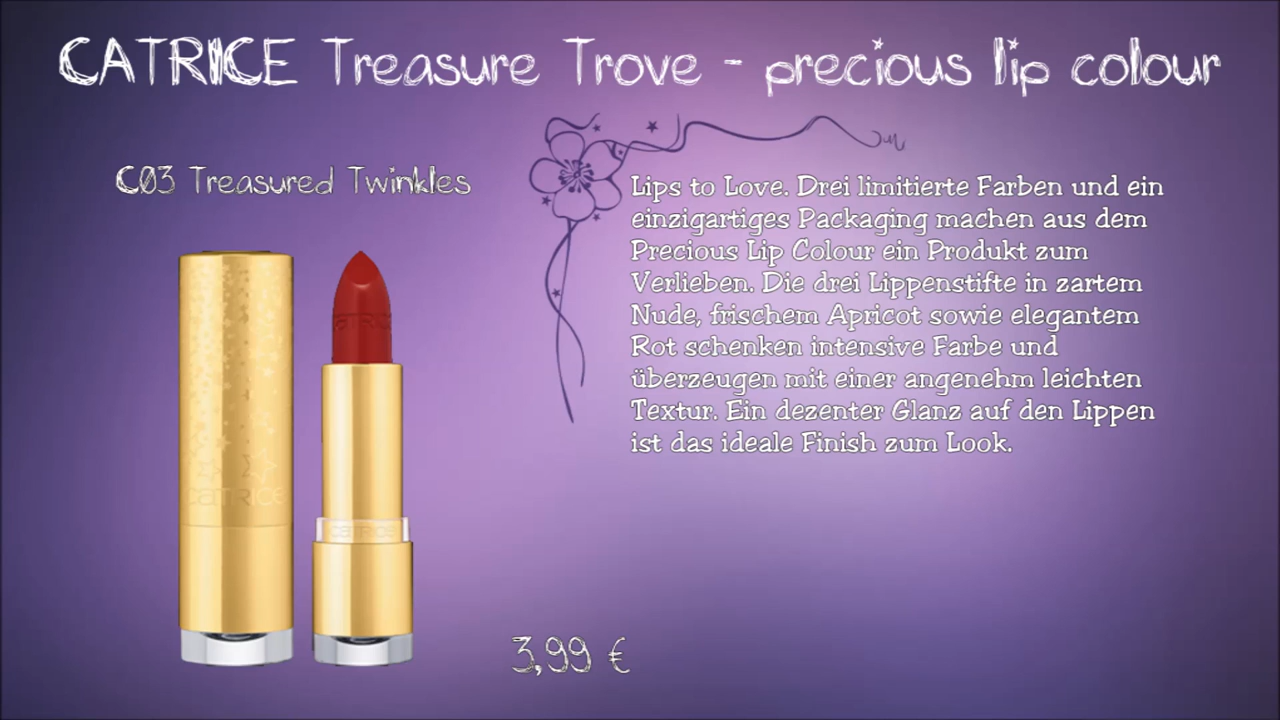 CATRICE Treasure Trove - precious lip colour
C03 Treasured Twinkles
Lips to Love. Drei limitierte Farben und ein
einzigartiges Packaging machen aus dem
Precious Lip Colour ein Produkt zum
Verlieben. Die drei Lippenstifte in zartem
Nude, frischem Apricot sowie elegantem
Rot schenken intensive Farbe und
überzeugen mit einer angenehm leichten
Textur. Ein dezenter Glanz auf den Lippen
ist das ideale Finish zum Look.
CATRICE
CATRICE
CATRICE
3,99 €